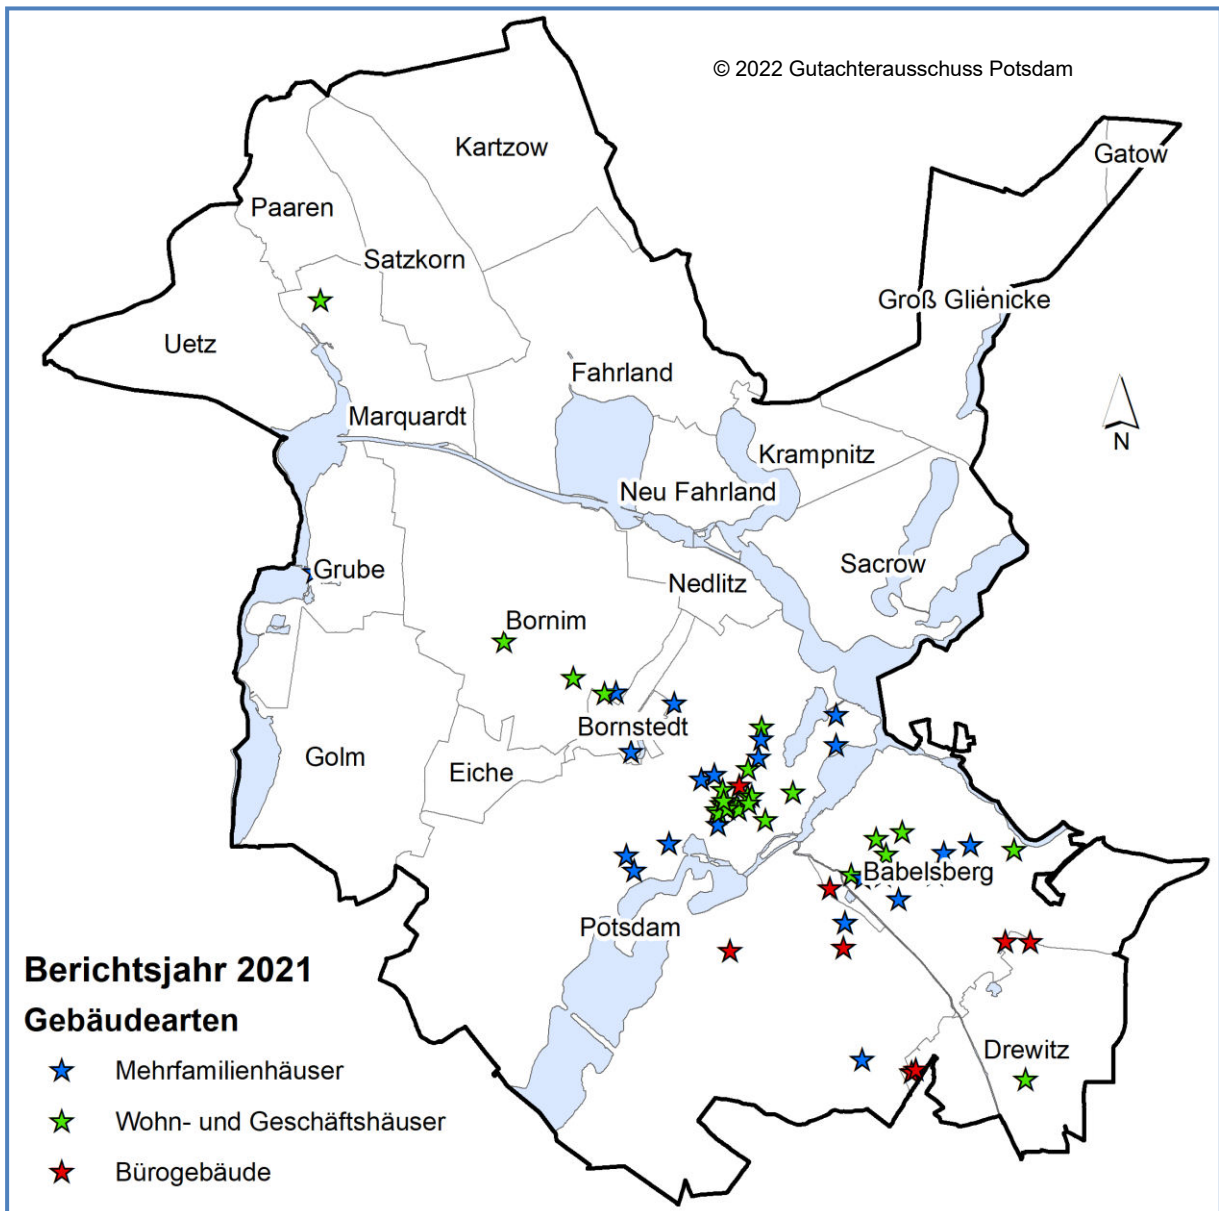 © 2022 Gutachterausschuss Potsdam
Kartzow
Gatow
Paaren
Satzkorn
Groß Glienicke
Uetz
Fahrland
Marquardt
Krampnitz
Neu Fahrland
N
Grube
Sacrow
Nedlitz
Bornim
Bornstedt
Golm
Eiche
Babelsberg
Potsdam
Drewitz
Berichtsjahr 2021
Gebäudearten
Mehrfamilienhäuser
Wohn- und Geschäftshäuser
Bürogebäude